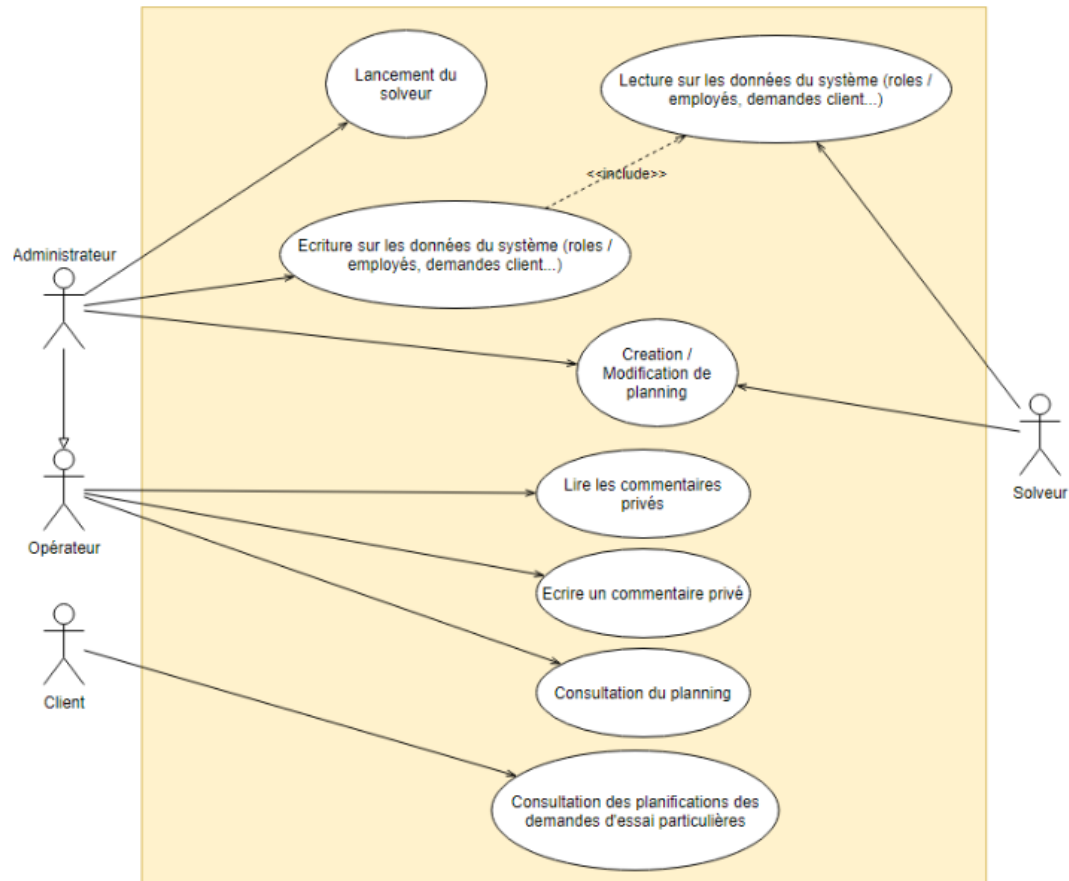 Lancement du
solveur
Lecture sur les données du système (roles /
employés, demandes client...)
<<include>>
Ecriture sur les données du système (roles /
employés, demandes client...)
Administrateur
Creation /
Modification de
planning
Solveur
Lire les commentaires
privés
Opérateur
Ecrire un commentaire privé
Client
Consultation du planning
Consultation des planifications des
demandes d'essai particulières